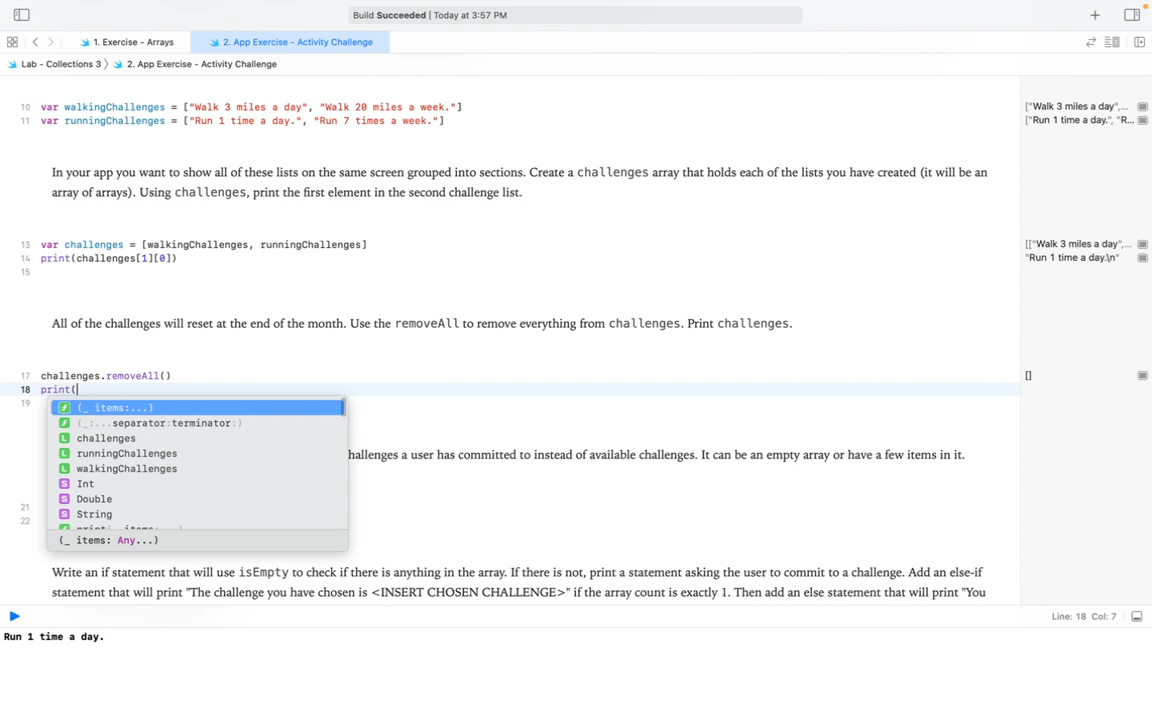 Build Succeeded | Today at 3:57 PM
1. Exercise - Arrays
2. App Exercise - Activity Challenge
Lab - Collections 3 〉 2. App Exercise - Activity Challenge
10 var walkingChallenges = ["Walk 3 miles a day", "Walk 20 miles a week."]
["Walk 3 miles a day",...
11 var runningChallenges = ["Run 1 time a day.", "Run 7 times a week."]
["Run 1 time a day.", "R...
In your app you want to show all of these lists on the same screen grouped into sections. Create a challenges array that holds each of the lists you have created (it will be an
array of arrays). Using challenges, print the first element in the second challenge list.
13 var challenges = [walkingChallenges, runningChallenges]
[["Walk 3 miles a day",...
14 print(challenges[1][0])
"Run 1 time a day.\n"
15
All of the challenges will reset at the end of the month. Use the removeAll to remove everything from challenges. Print challenges.
17 challenges.removeAll()
[]
18 print(
19
(_ items:...)
(_:...separator:terminator:)
challenges
runningChallenges
hallenges a user has committed to instead of available challenges. It can be an empty array or have a few items in it.
walkingChallenges
Int
Double
21
String
22
(_ items: Any...)
Write an if statement that will use isEmpty to check if there is anything in the array. If there is not, print a statement asking the user to commit to a challenge. Add an else-if
statement that will print "The challenge you have chosen is <INSERT CHOSEN CHALLENGE>" if the array count is exactly 1. Then add an else statement that will print "You
Line: 18 Col: 7
Run 1 time a day.